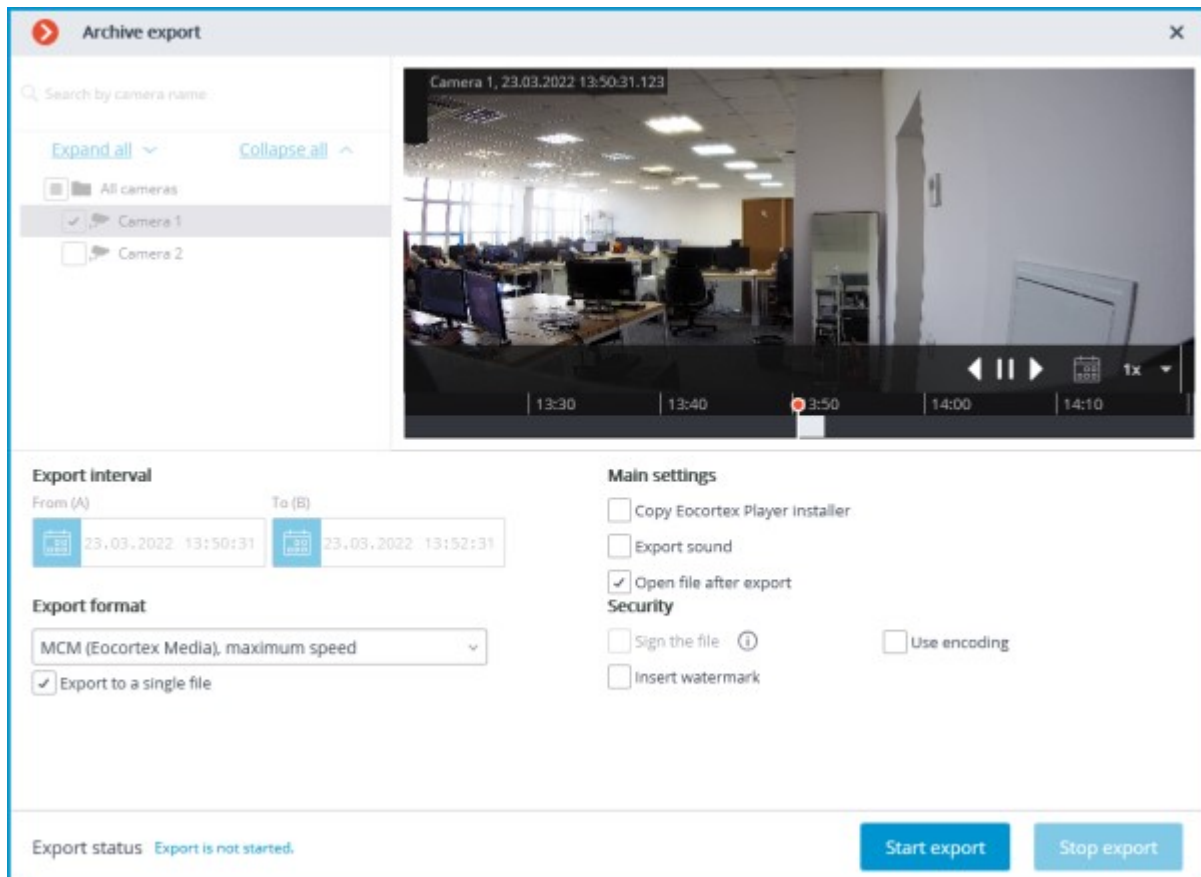 Archive export
Search by camera name
Expand all Collapse all
All cameras
Camera 1
Camera 2
Camera 1, 23.03.2022 13:50:31.123
1x
13:30 13:40 3:50 14:00 14:10
Export interval
From (A) To (B)
23.03.2022 13:50:31 23.03.2022 13:52:31
Export format
MCM (Eocortex Media), maximum speed
Export to a single file
Main settings
Copy Eocortex Player installer
Export sound
Open file after export
Security
Sign the file Use encoding
Insert watermark
Export status Export is not started.
Start export Stop export